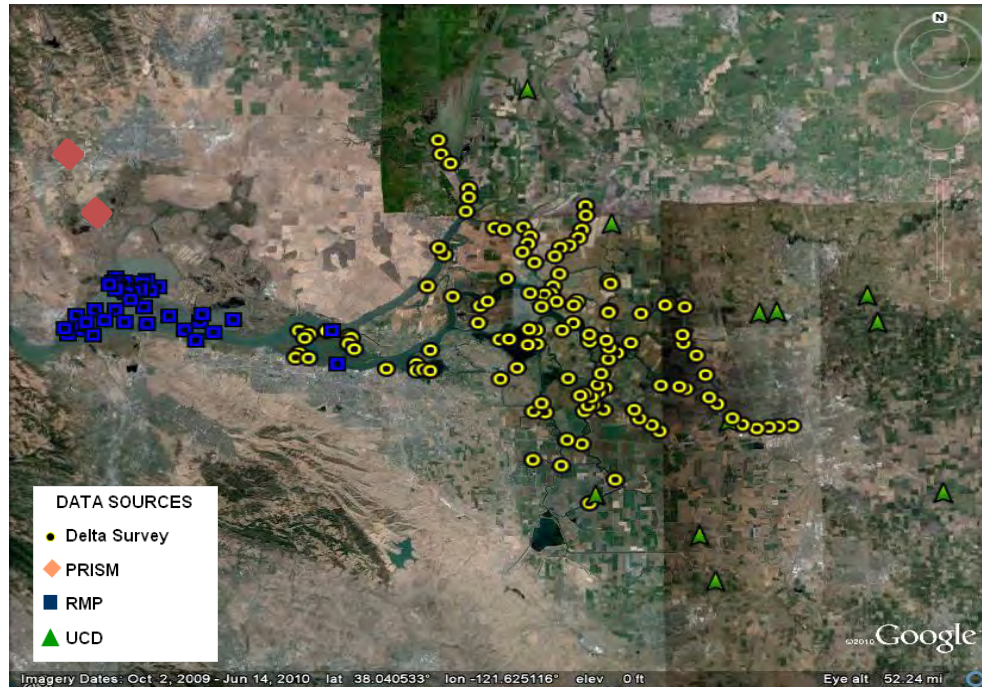 N
DATA SOURCES
Delta Survey
PRISM
RMP
UCD
©2010 Google
Imagery Dates: Oct. 2, 2009 - Jun 14, 2010 lat 38.040533° lon -121.625116° elev 0 ft Eye alt 52.24 mi